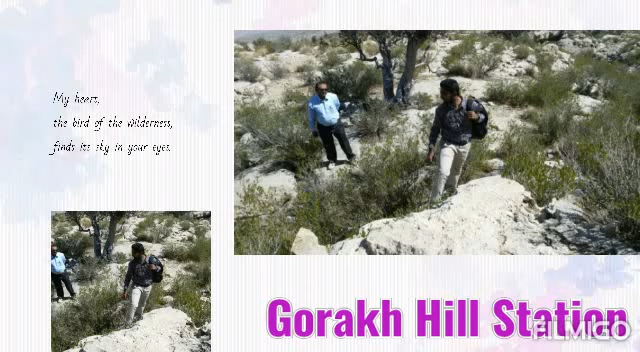 My heart,
the bird of the wilderness,
finds its sky in your eyes.
Gorakh Hill Station
FILMIGO